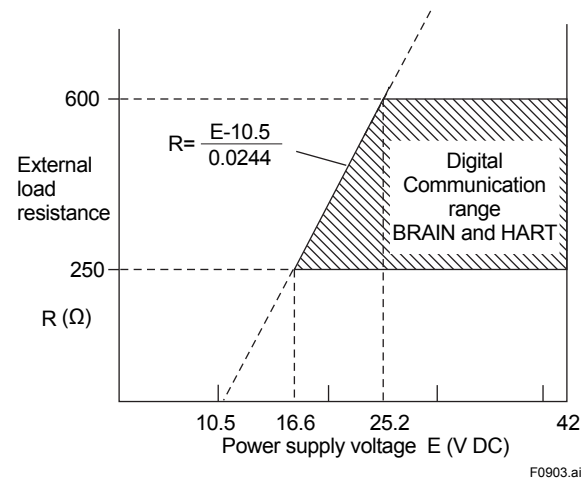 600
R= E-10.5
0.0244
External
load
resistance
Digital
Communication
range
BRAIN and HART
250
R (Ω)
10.5 16.6 25.2 42
Power supply voltage E (V DC)
F0903.ai